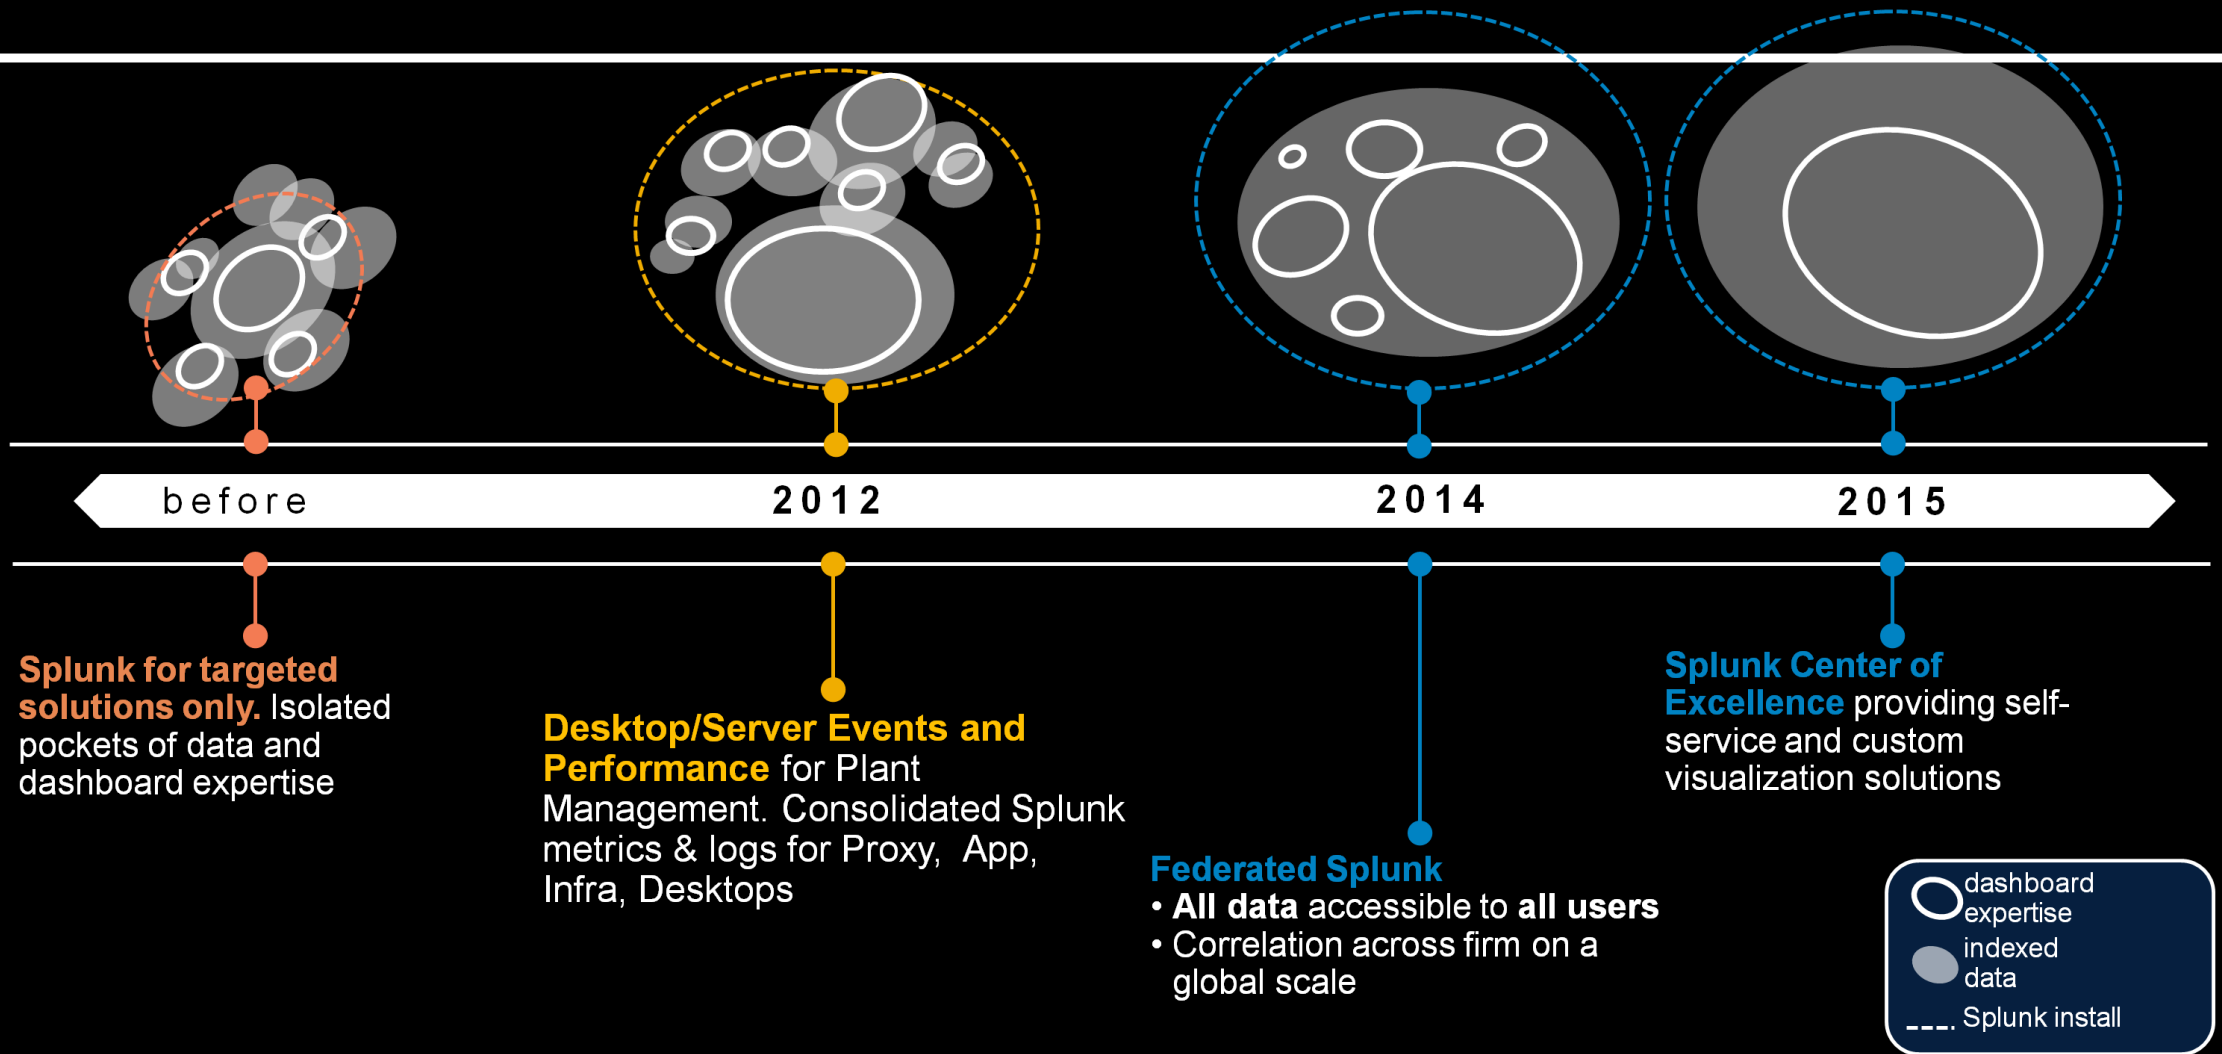 before
2012
2014
2015
Splunk for targeted
solutions only. Isolated
pockets of data and
dashboard expertise
Desktop/Server Events and
Performance for Plant
Management. Consolidated Splunk
metrics & logs for Proxy, App,
Infra, Desktops
Federated Splunk
• All data accessible to all users
• Correlation across firm on a
global scale
Splunk Center of
Excellence providing self-
service and custom
visualization solutions
dashboard
expertise
indexed
data
Splunk install